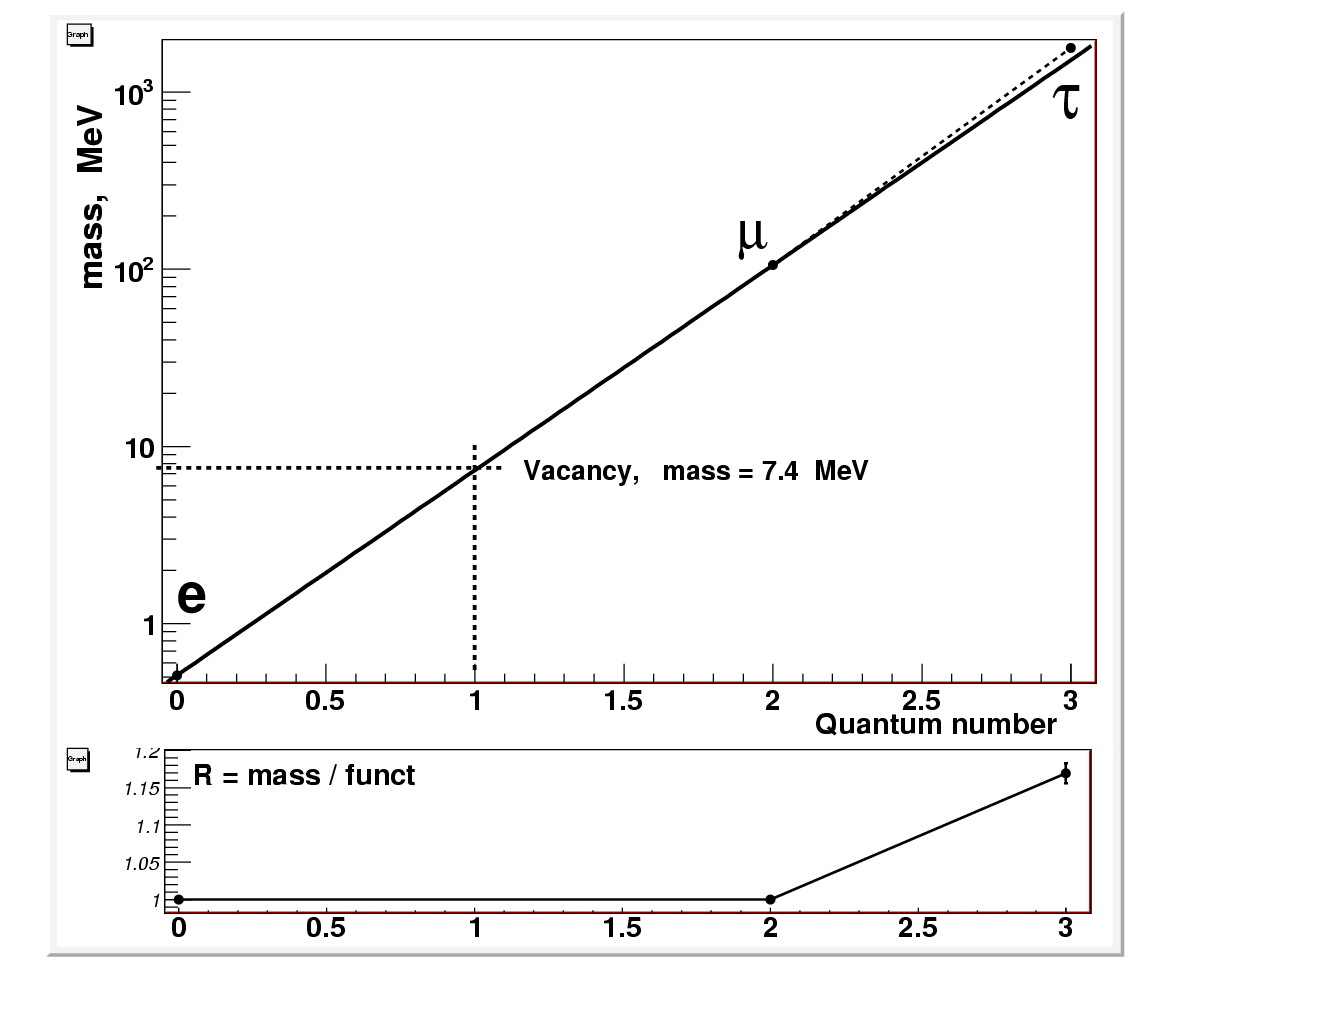 Graph
mass, MeV
10³
10²
10
1
e
μ
τ
Vacancy, mass = 7.4 MeV
0 0.5 1 1.5 2 2.5 3
Quantum number
Graph
R = mass / funct
1.2
1.15
1.1
1.05
1
0 0.5 1 1.5 2 2.5 3